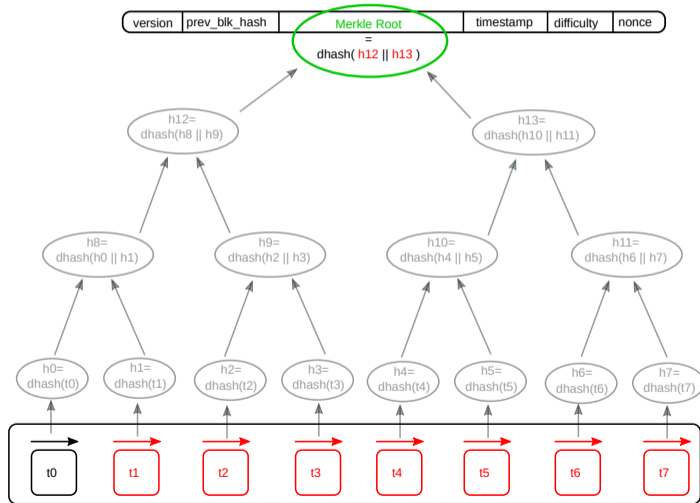 version prev_blk_hash Merkle Root timestamp difficulty nonce
=
dhash( h12 || h13 )
h12=
dhash(h8 || h9)
h13=
dhash(h10 || h11)
h8=
dhash(h0 || h1)
h9=
dhash(h2 || h3)
h10=
dhash(h4 || h5)
h11=
dhash(h6 || h7)
h0=
dhash(t0)
h1=
dhash(t1)
h2=
dhash(t2)
h3=
dhash(t3)
h4=
dhash(t4)
h5=
dhash(t5)
h6=
dhash(t6)
h7=
dhash(t7)
t0 t1 t2 t3 t4 t5 t6 t7